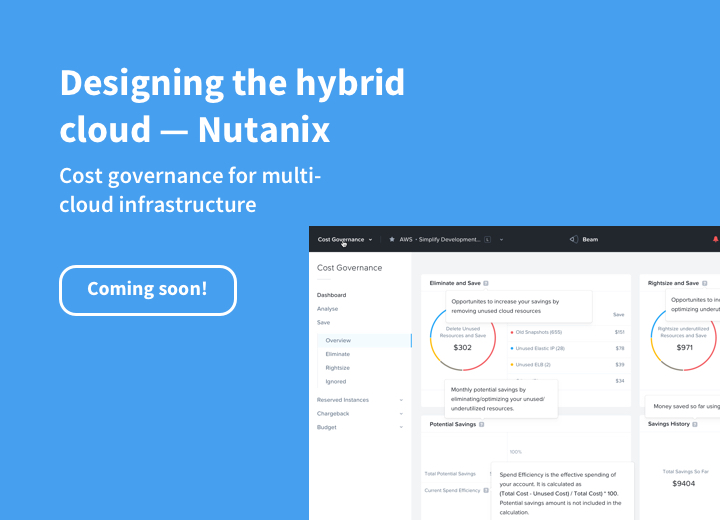 Designing the hybrid
cloud — Nutanix
Cost governance for multi-
cloud infrastructure
Coming soon!
Cost Governance
AWS - Simplify Development...
L
Beam
Cost Governance
Dashboard
Analyse
Save
Overview
Eliminate
Rightsize
Ignored
Reserved Instances
Chargeback
Budget
Eliminate and Save ?
Opportunites to increase your savings by
removing unused cloud resources
Save
Delete Unused
Resources and Save
$302
Old Snapshots (655) $151
Unused Elastic IP (28) $78
Unused ELB (2) $39
$34
Monthly potential savings by
eliminating/optimizing your unused/
underutilized resources.
Rightsize and Save ?
Opportunites to in
optimizing underut
Rightsize underutilized
Resources and Save
$971
Money saved so far using
Potential Savings ?
100%
Total Potential Savings
Current Spend Efficiency ?
Spend Efficiency is the effective spending of
your account. It is calculated as
(Total Cost - Unused Cost) / Total Cost) * 100.
Potential savings amount is not included in the
calculation.
Savings History ?
Total Savings So Far
$9404